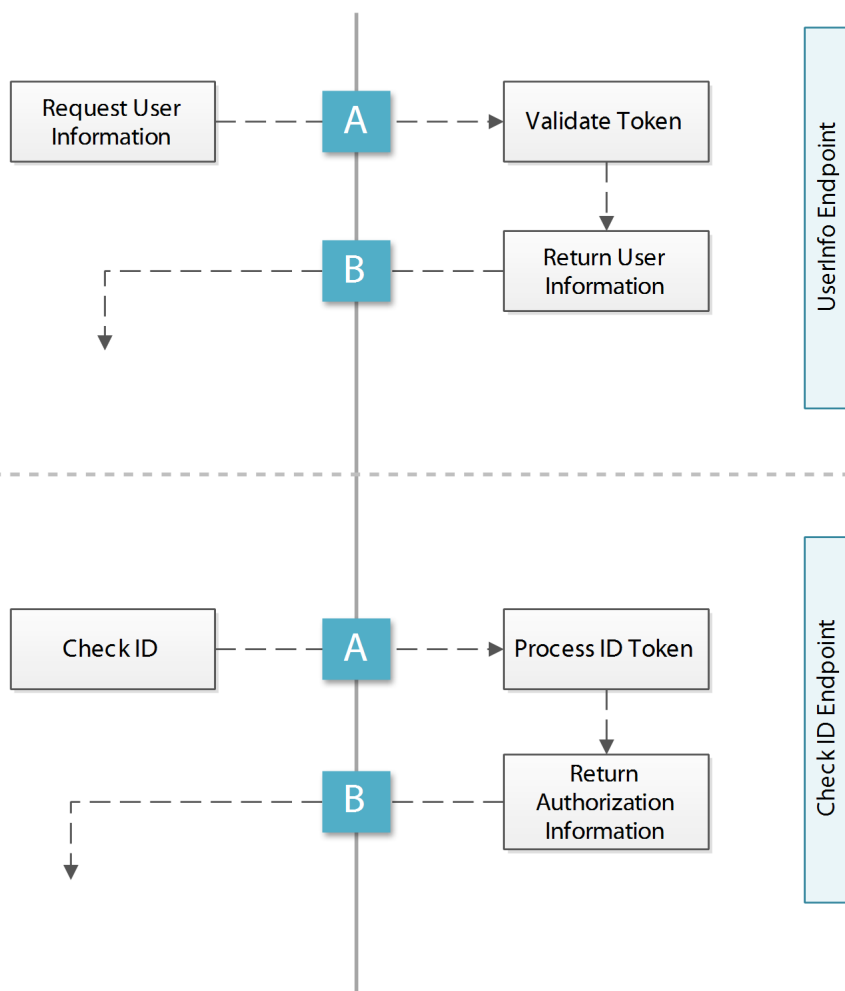 Request User
Information
A
Validate Token
UserInfo Endpoint
B
Return User
Information
Check ID
A
Process ID Token
Check ID Endpoint
B
Return
Authorization
Information